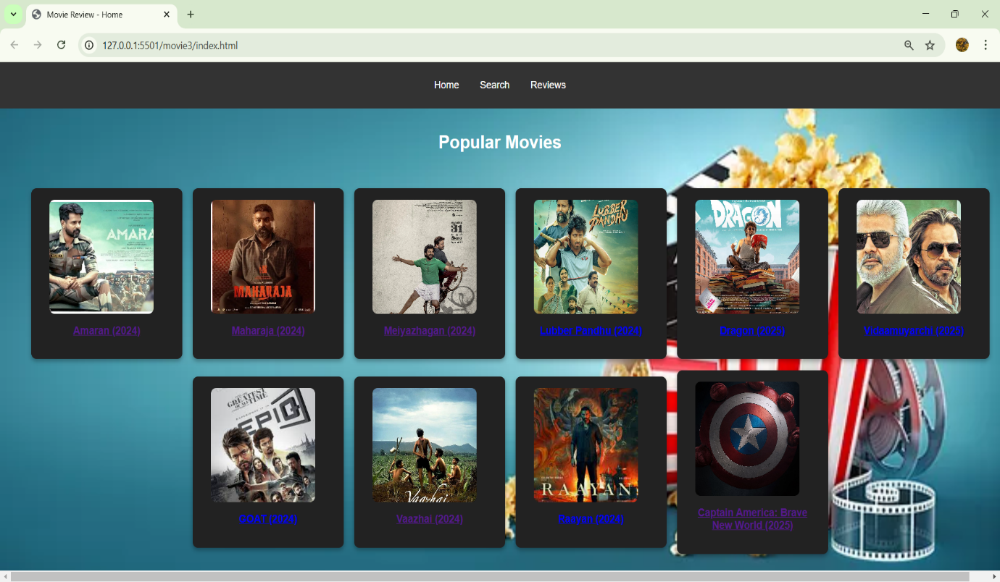 Movie Review - Home
127.0.0.1:5501/movie3/index.html
Home Search Reviews
Popular Movies
AMARA
MAHARAJA
31
LUBBER PANDHU
DRAGON
Amaran (2024)
Maharaja (2024)
Meiyazhagan (2024)
Lubber Pandhu (2024)
Dragon (2025)
Vidaamuyarchi (2025)
THE GREATEST OF ALL TIME
EPIQ
Vaazhai
RAAYAN
GOAT (2024)
Vaazhai (2024)
Raayan (2024)
Captain America: Brave
New World (2025)